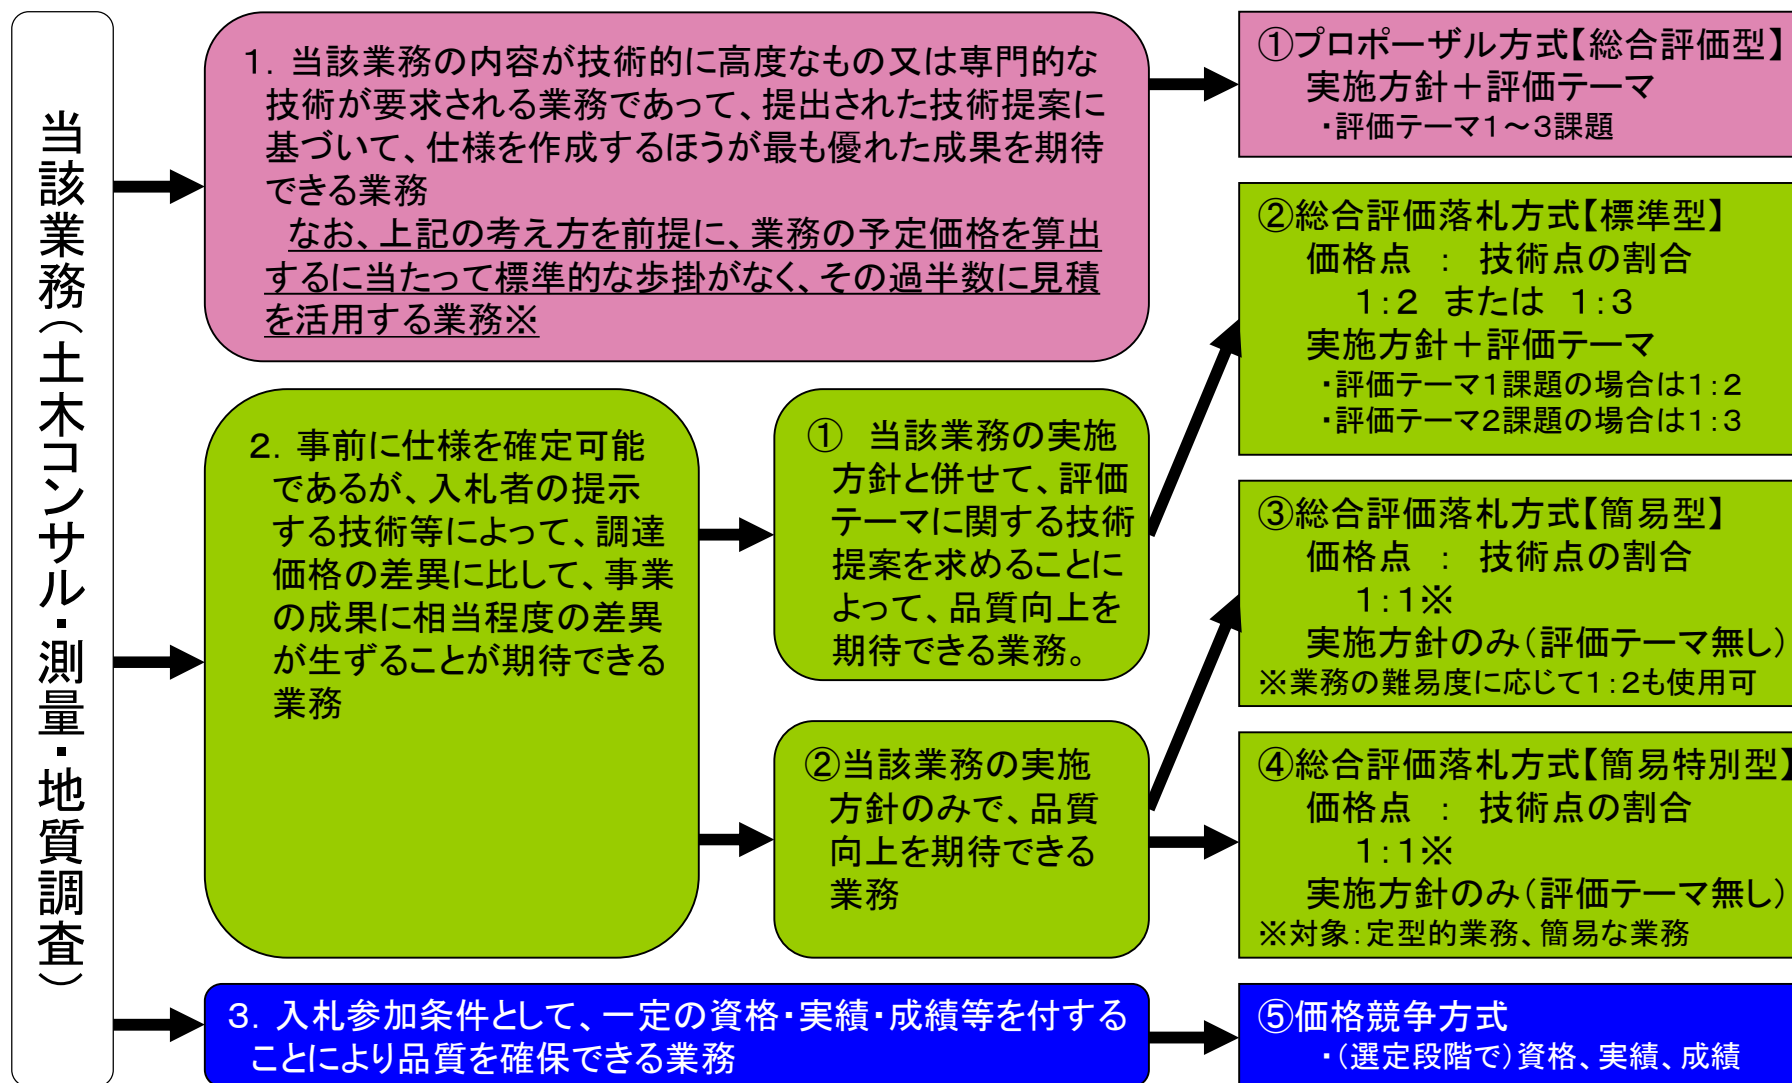 当該業務（土木コンサル・測量・地質調査）
１．当該業務の内容が技術的に高度なもの又は専門的な
技術が要求される業務であって、提出された技術提案に
基づいて、仕様を作成するほうが最も優れた成果を期待
できる業務
なお、上記の考え方を前提に、業務の予定価格を算出
するに当たって標準的な歩掛がなく、その過半数に見積
を活用する業務※
①プロポーザル方式【総合評価型】
実施方針＋評価テーマ
・評価テーマ１～３課題
２．事前に仕様を確定可能
であるが、入札者の提示
する技術等によって、調達
価格の差異に比して、事業
の成果に相当程度の差異
が生ずることが期待できる
業務
①　当該業務の実施
方針と併せて、評価
テーマに関する技術
提案を求めることに
よって、品質向上を
期待できる業務。
②当該業務の実施
方針のみで、品質
向上を期待できる
業務
②総合評価落札方式【標準型】
価格点　：　技術点の割合
１：２　または　１：３
実施方針＋評価テーマ
・評価テーマ１課題の場合は１：２
・評価テーマ２課題の場合は１：３
③総合評価落札方式【簡易型】
価格点　：　技術点の割合
１：１※
実施方針のみ（評価テーマ無し）
※業務の難易度に応じて１：２も使用可
④総合評価落札方式【簡易特別型】
価格点　：　技術点の割合
１：１※
実施方針のみ（評価テーマ無し）
※対象：定型的業務、簡易な業務
３．入札参加条件として、一定の資格・実績・成績等を付する
ことにより品質を確保できる業務
⑤価格競争方式
・（選定段階で）資格、実績、成績